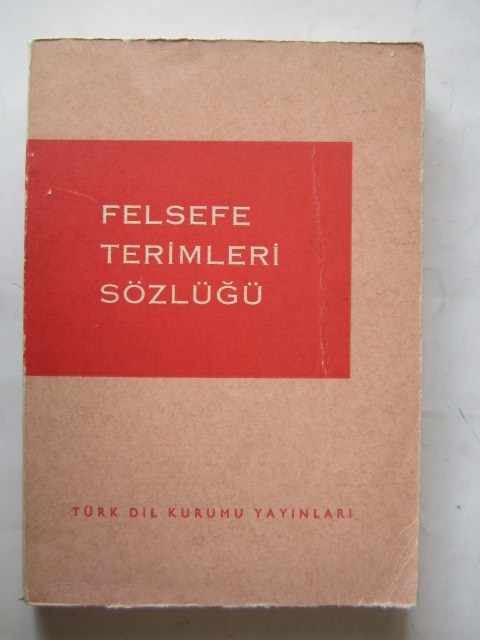 FELSEFE
TERİMLERİ
SÖZLÜĞÜ
TÜRK DİL KURUMU YAYINLARI